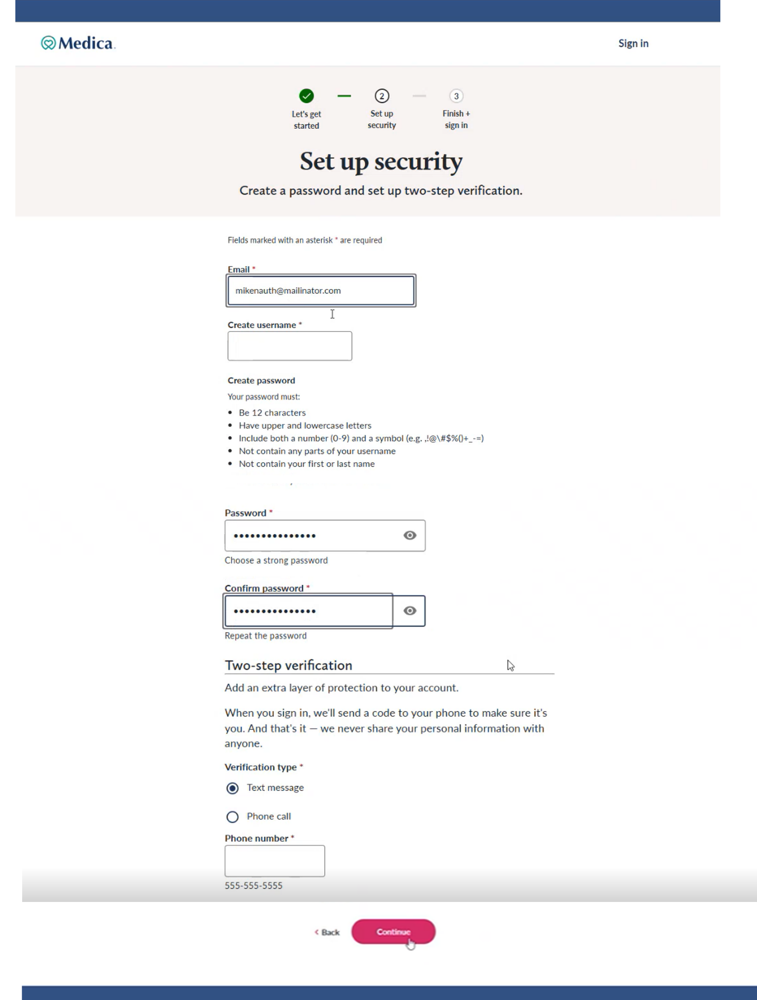 Medica.
Sign in
2
3
Let's get
started
Set up
security
Finish +
sign in
Set up security
Create a password and set up two-step verification.
Fields marked with an asterisk * are required
Email *
mikenauth@mailinator.com
Create username *
Create password
Your password must:
• Be 12 characters
• Have upper and lowercase letters
• Include both a number (0-9) and a symbol (e.g. ,!@\#$%()+_-=)
• Not contain any parts of your username
• Not contain your first or last name
Password *
•••••••••••••••
Choose a strong password
Confirm password *
•••••••••••••••
Repeat the password
Two-step verification
Add an extra layer of protection to your account.
When you sign in, we'll send a code to your phone to make sure it's
you. And that's it — we never share your personal information with
anyone.
Verification type *
Text message
Phone call
Phone number *
555-555-5555
< Back
Continue